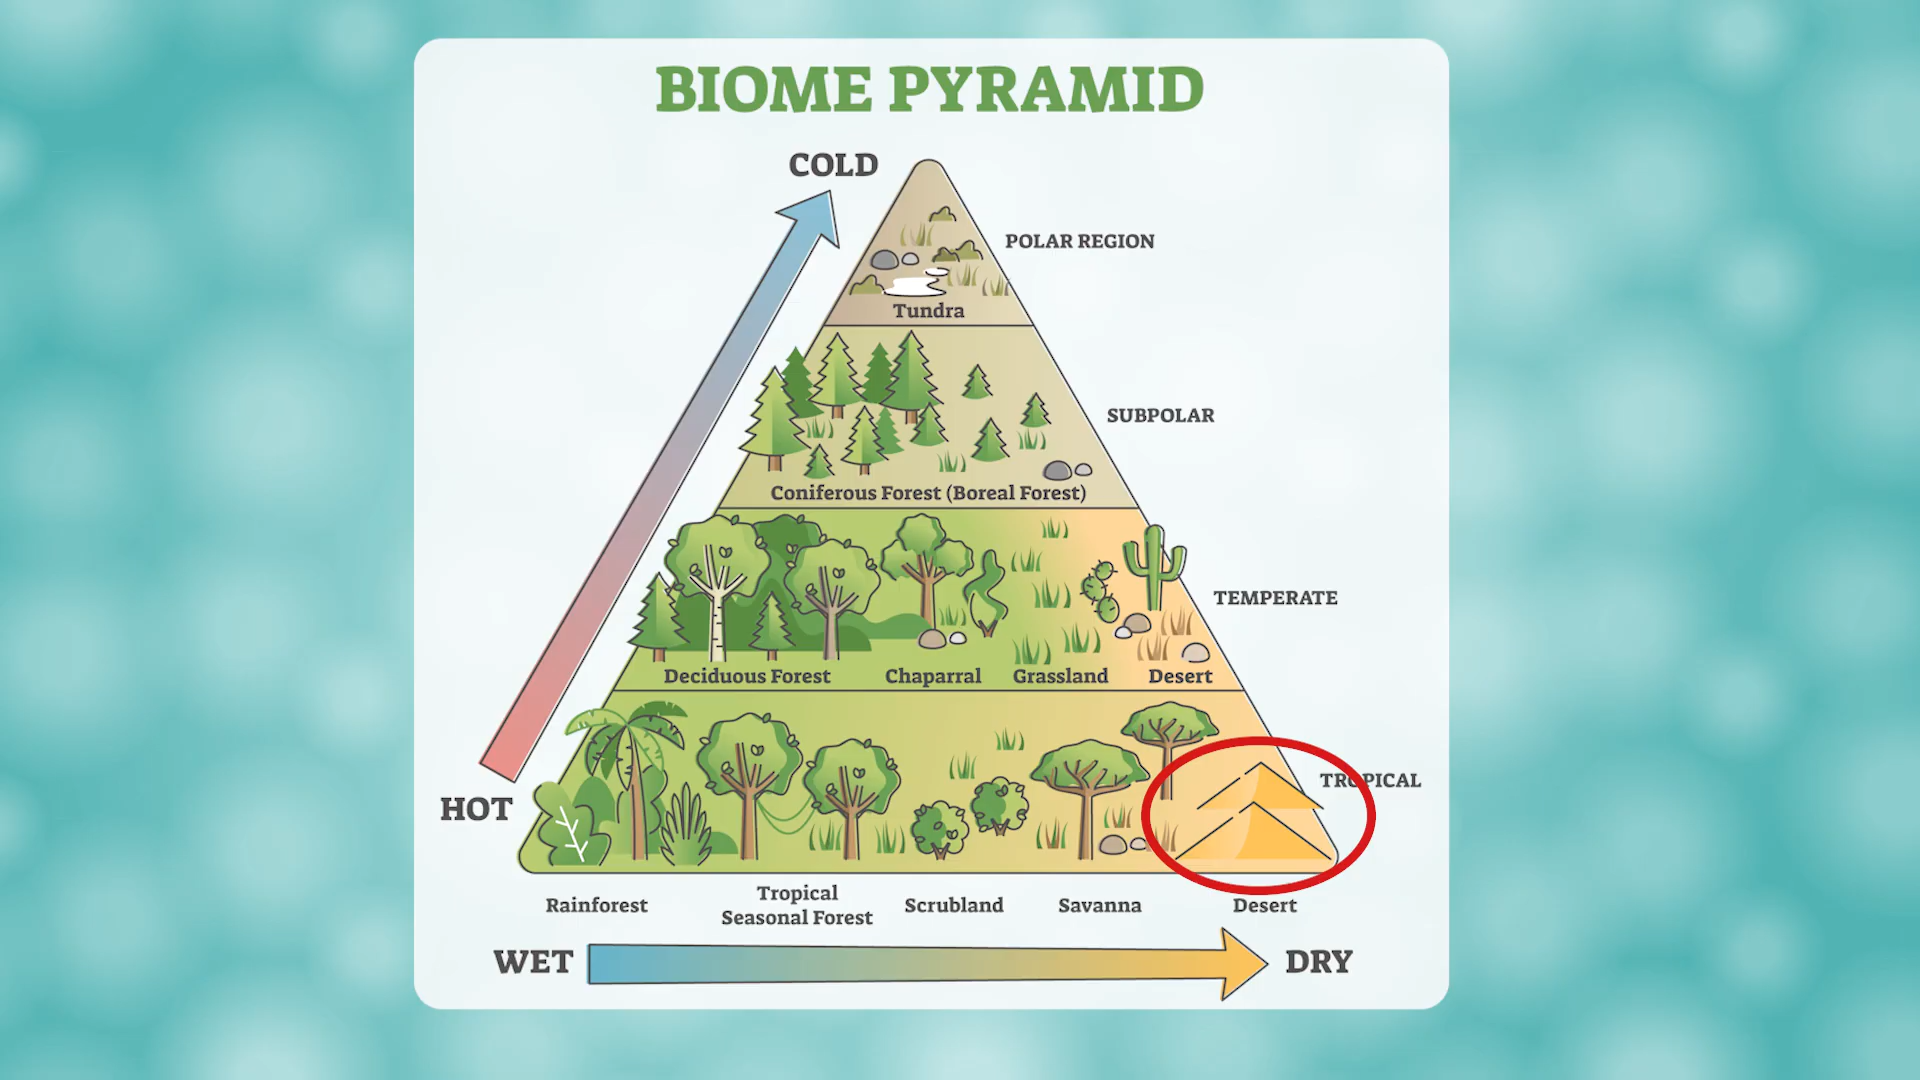 BIOME PYRAMID
COLD
POLAR REGION
Tundra
SUBPOLAR
Coniferous Forest (Boreal Forest)
TEMPERATE
Deciduous Forest Chaparral Grassland Desert
TROPICAL
HOT
Rainforest Tropical Seasonal Forest Scrubland Savanna Desert
WET DRY